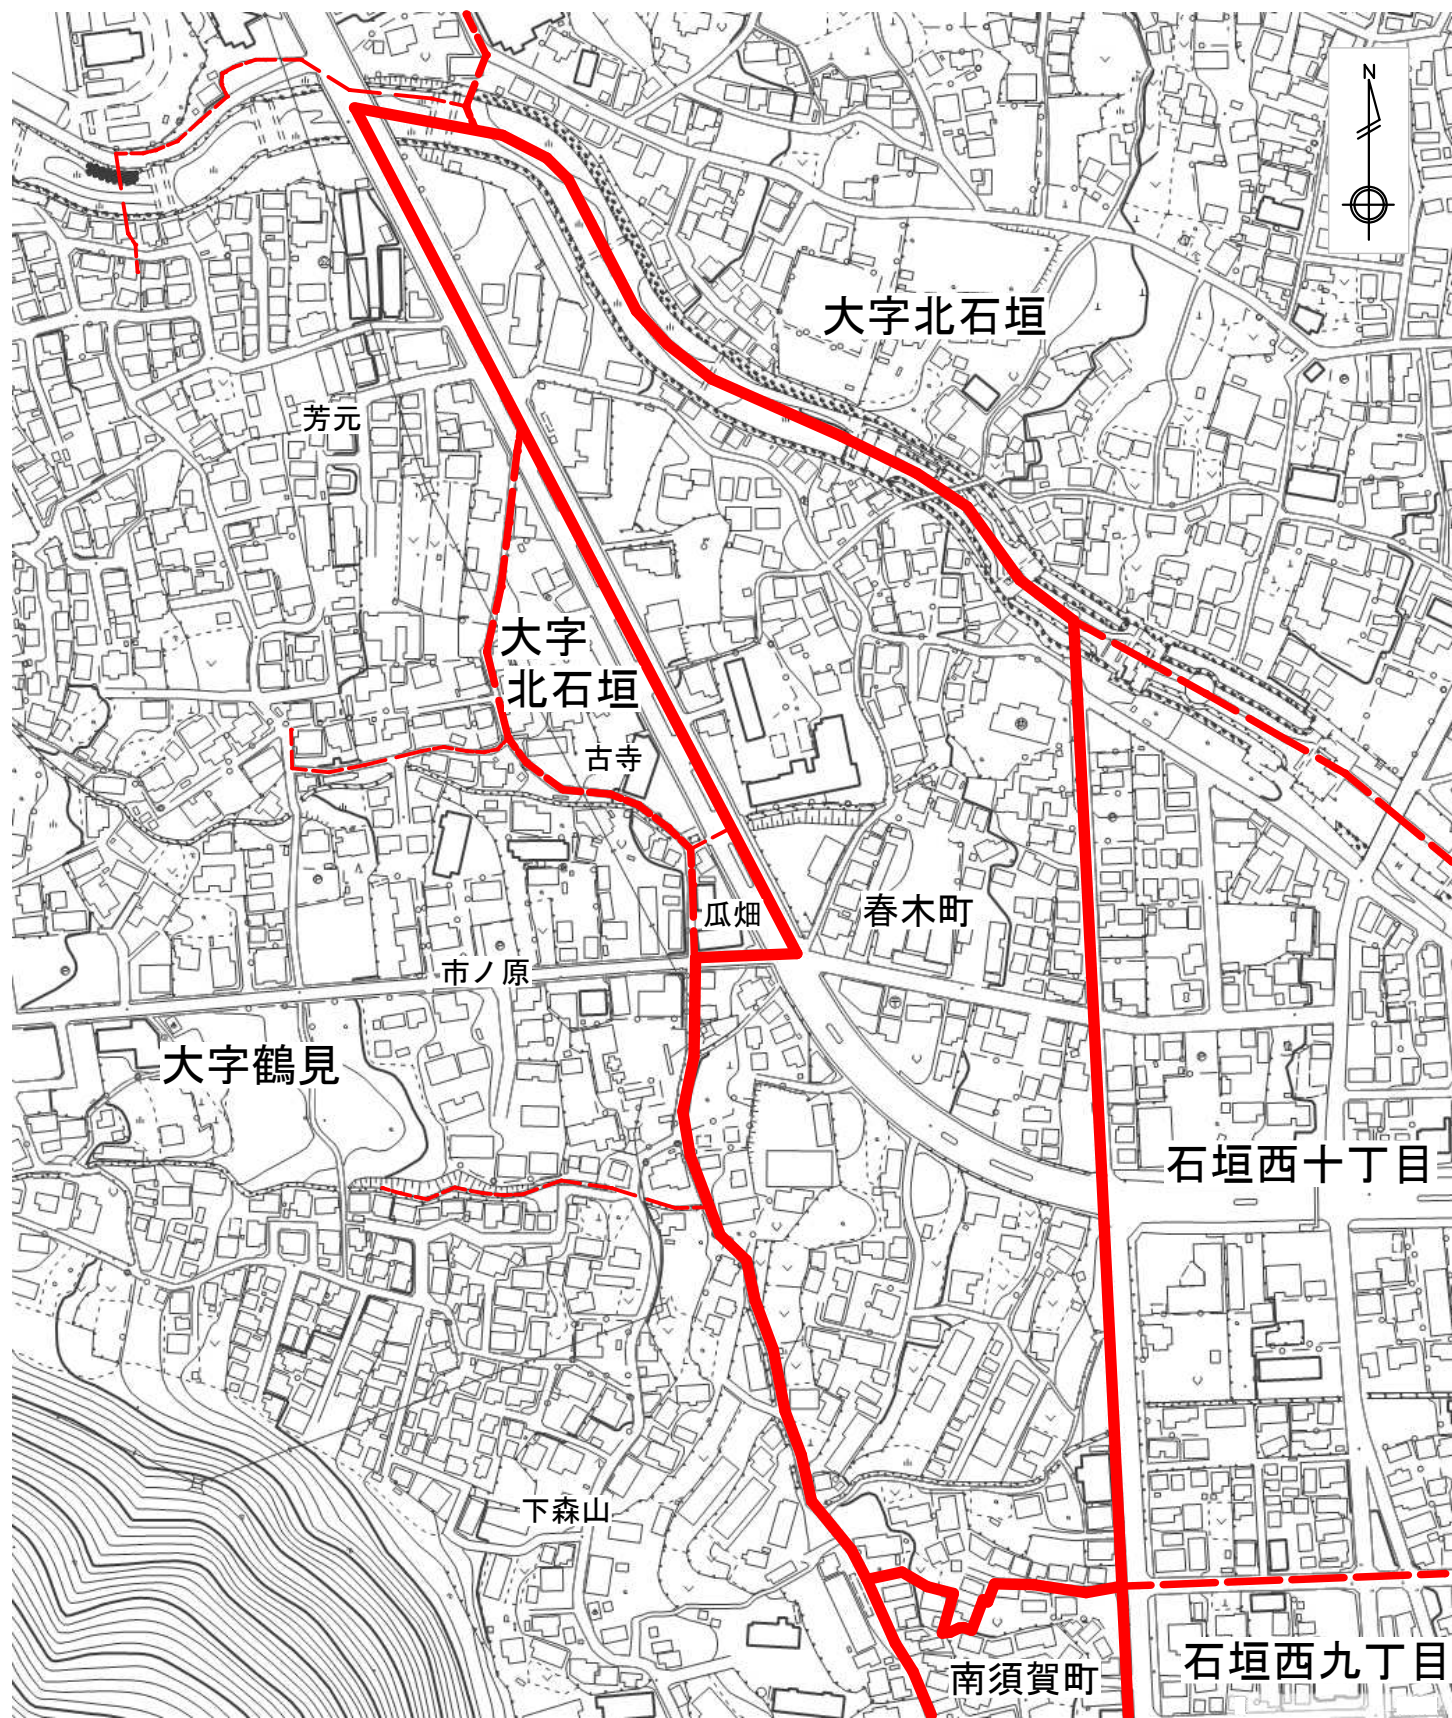 N
大字北石垣
芳元
大字
北石垣
古寺
瓜畑
春木町
市ノ原
大字鶴見
石垣西十丁目
下森山
南須賀町
石垣西九丁目